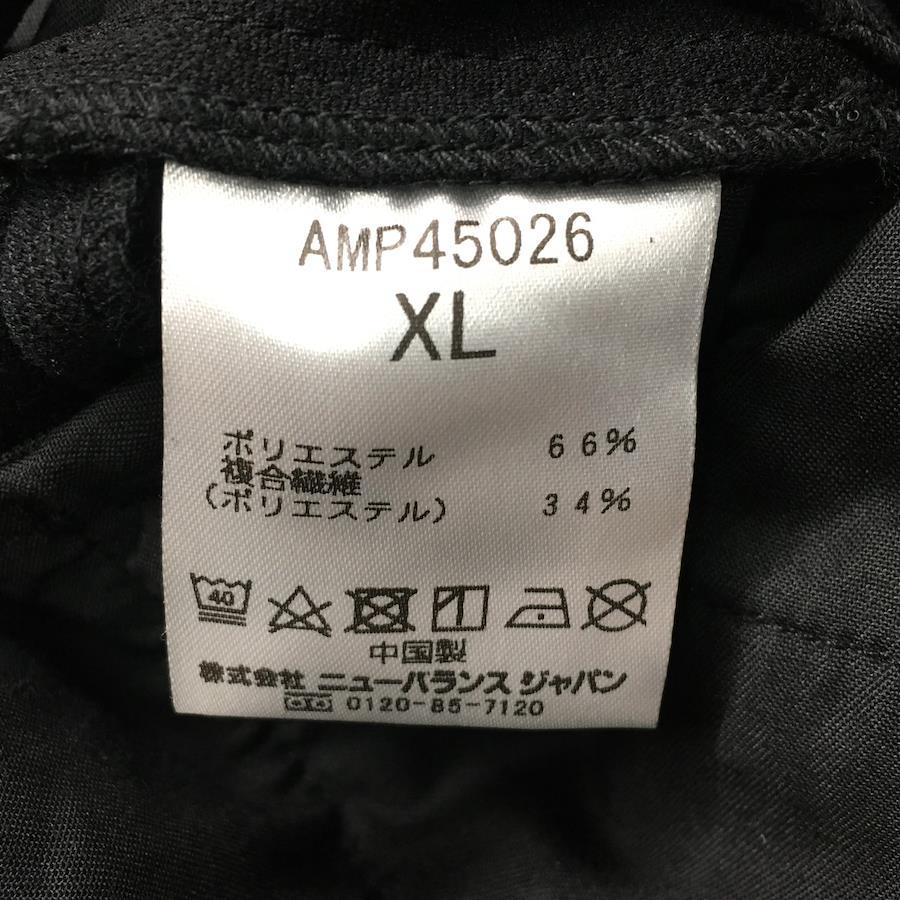 AMP45026
XL
ポリエステル 66%
複合繊維
(ポリエステル) 34%
40
中国製
株式会社 ニューバランス ジャパン
0120-85-7120